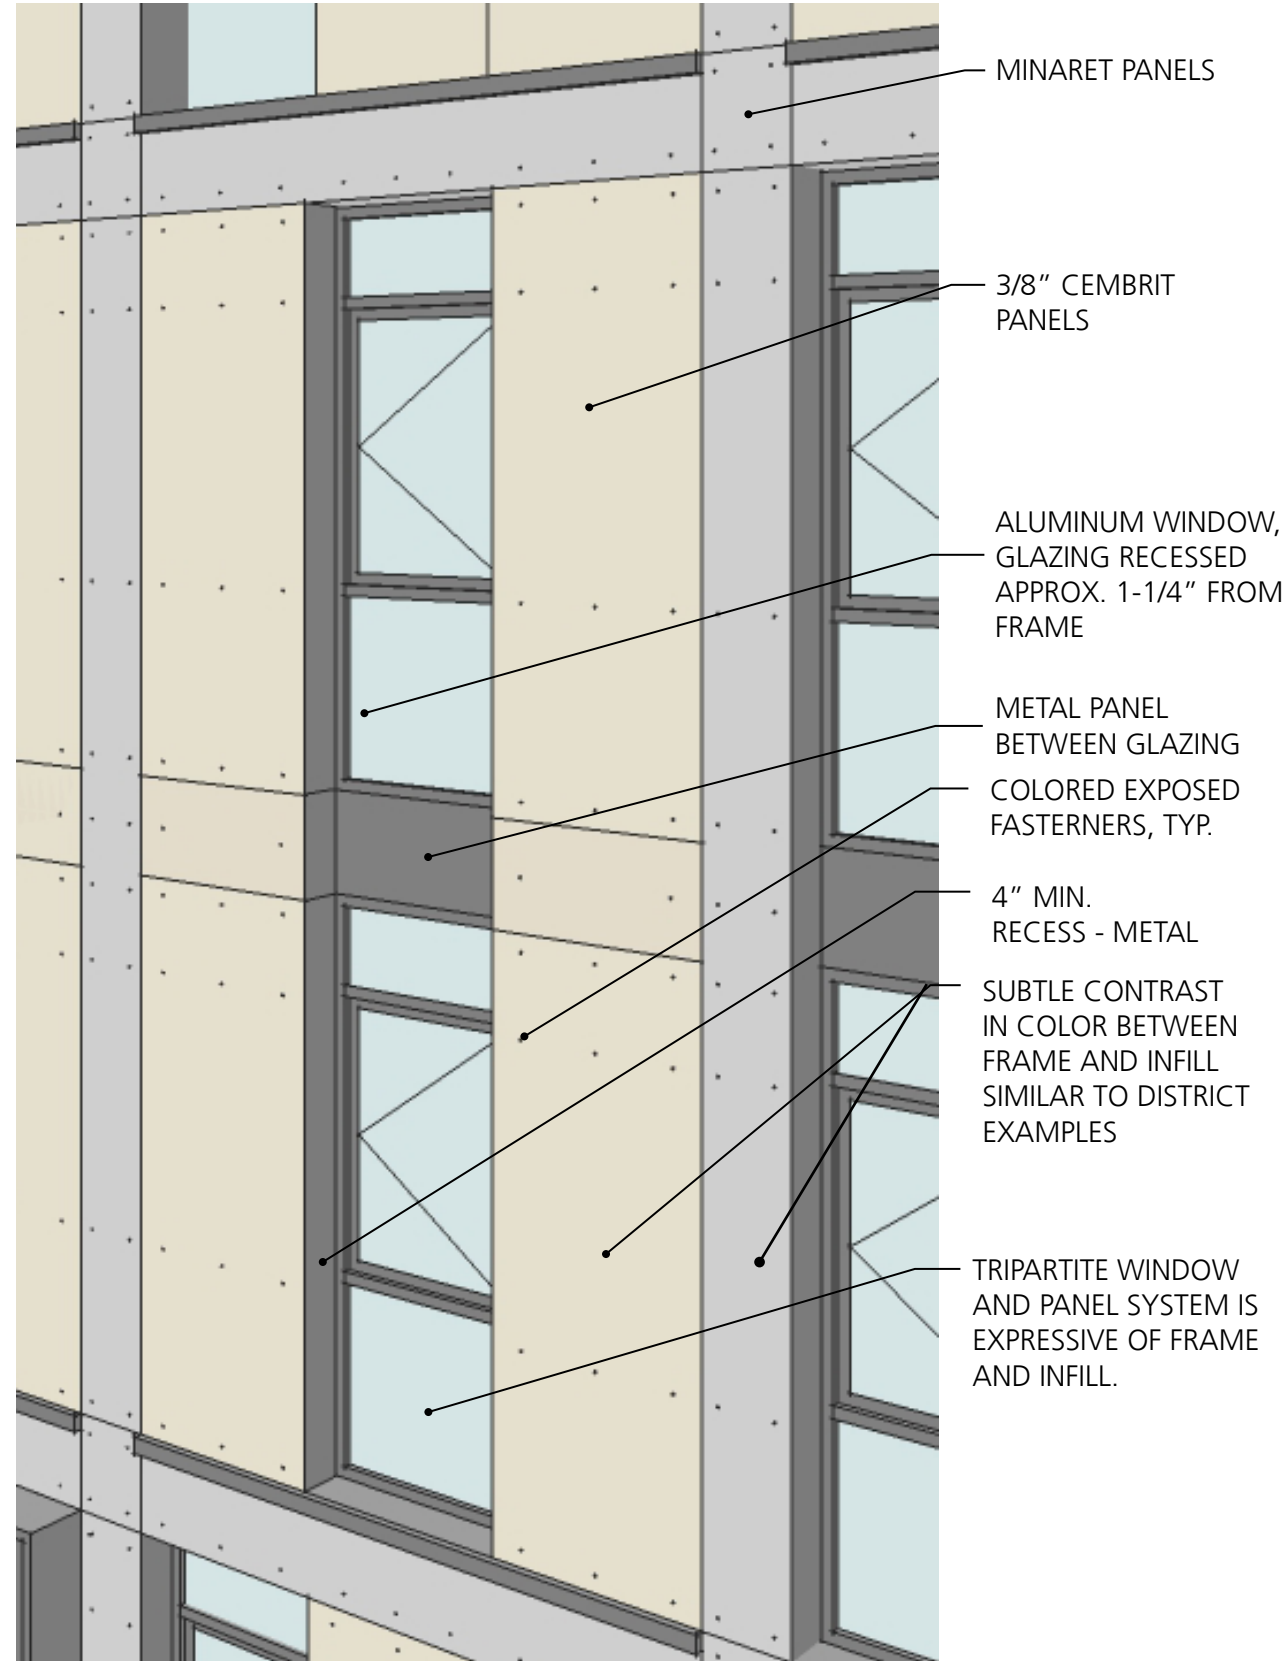 MINARET PANELS
3/8” CEMBRIT
PANELS
ALUMINUM WINDOW,
GLAZING RECESSED
APPROX. 1-1/4” FROM
FRAME
METAL PANEL
BETWEEN GLAZING
COLORED EXPOSED
FASTERNERS, TYP.
4” MIN.
RECESS - METAL
SUBTLE CONTRAST
IN COLOR BETWEEN
FRAME AND INFILL
SIMILAR TO DISTRICT
EXAMPLES
TRIPARTITE WINDOW
AND PANEL SYSTEM IS
EXPRESSIVE OF FRAME
AND INFILL.